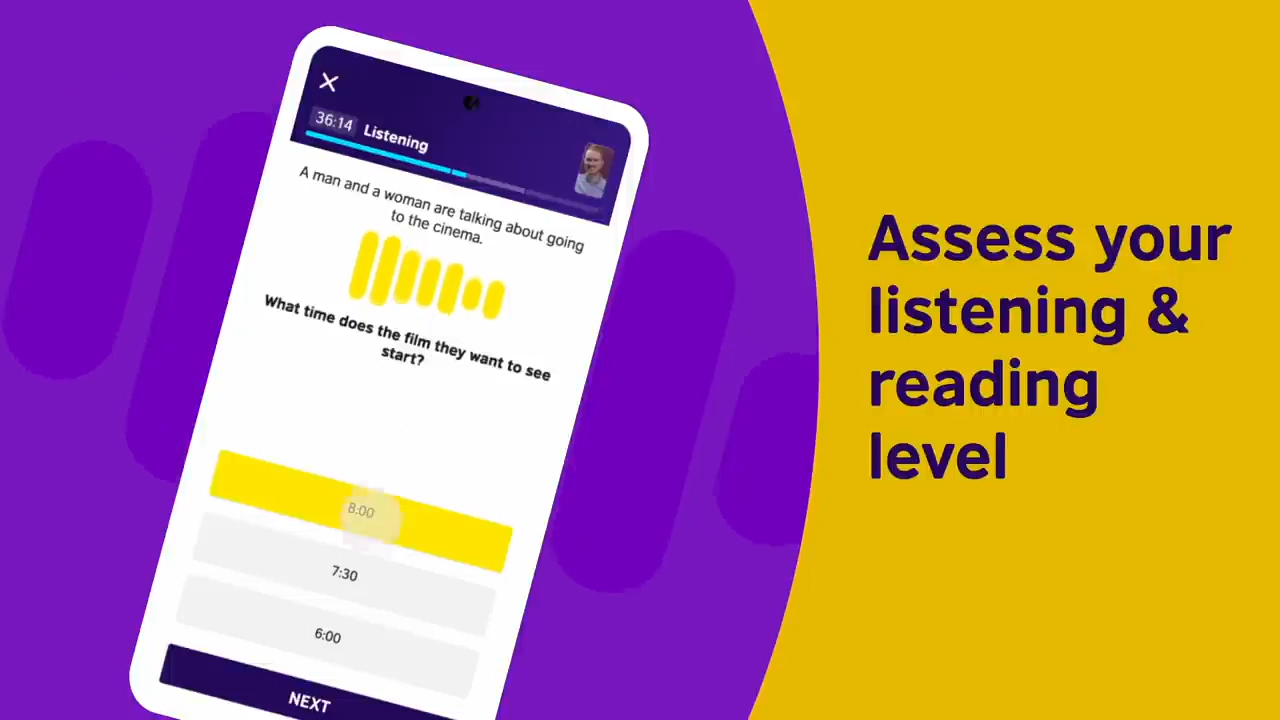 36:14 Listening
A man and a woman are talking about going
to the cinema.
What time does the film they want to see
start?
8:00
7:30
6:00
NEXT
Assess your
listening &
reading
level